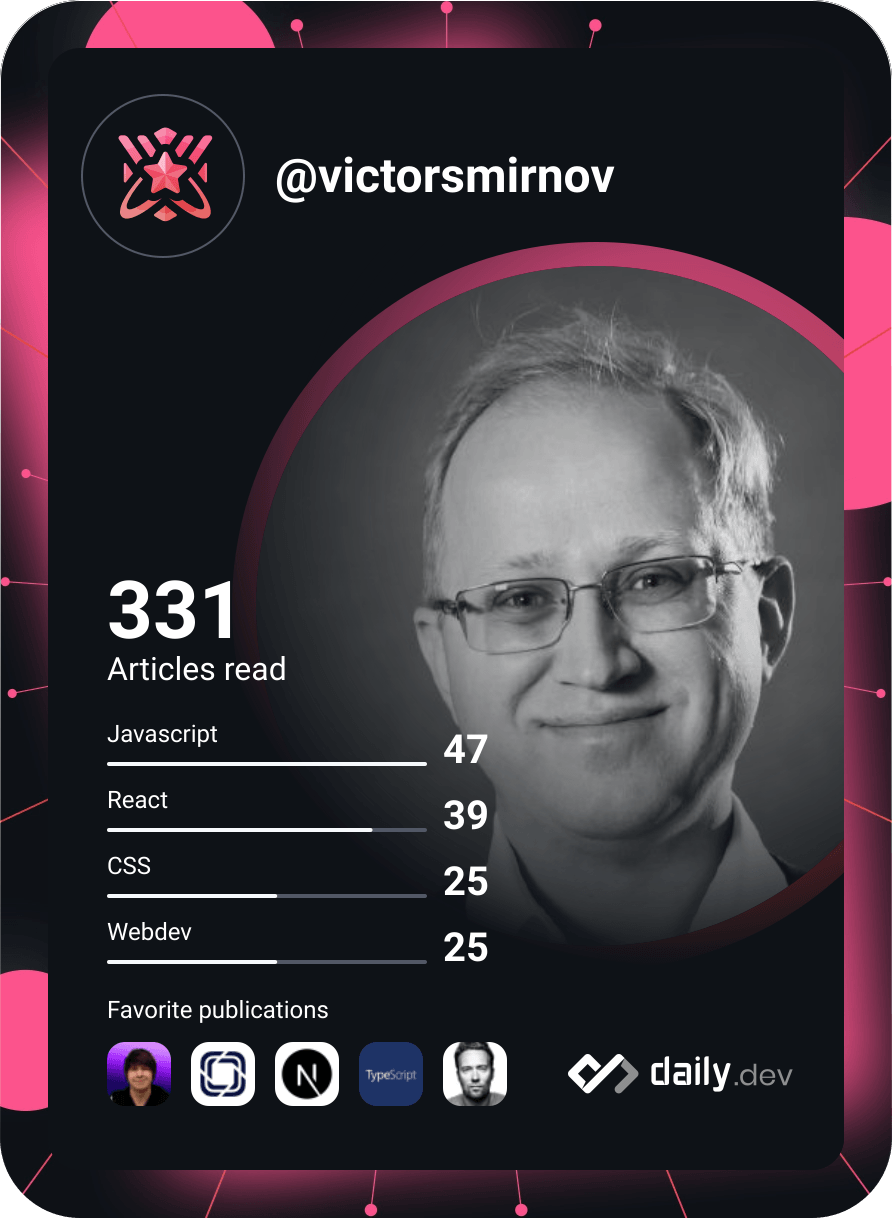 @victorsmirnov
331
Articles read
Javascript
47
React
39
CSS
25
Webdev
25
Favorite publications
N
TypeScript
daily.dev